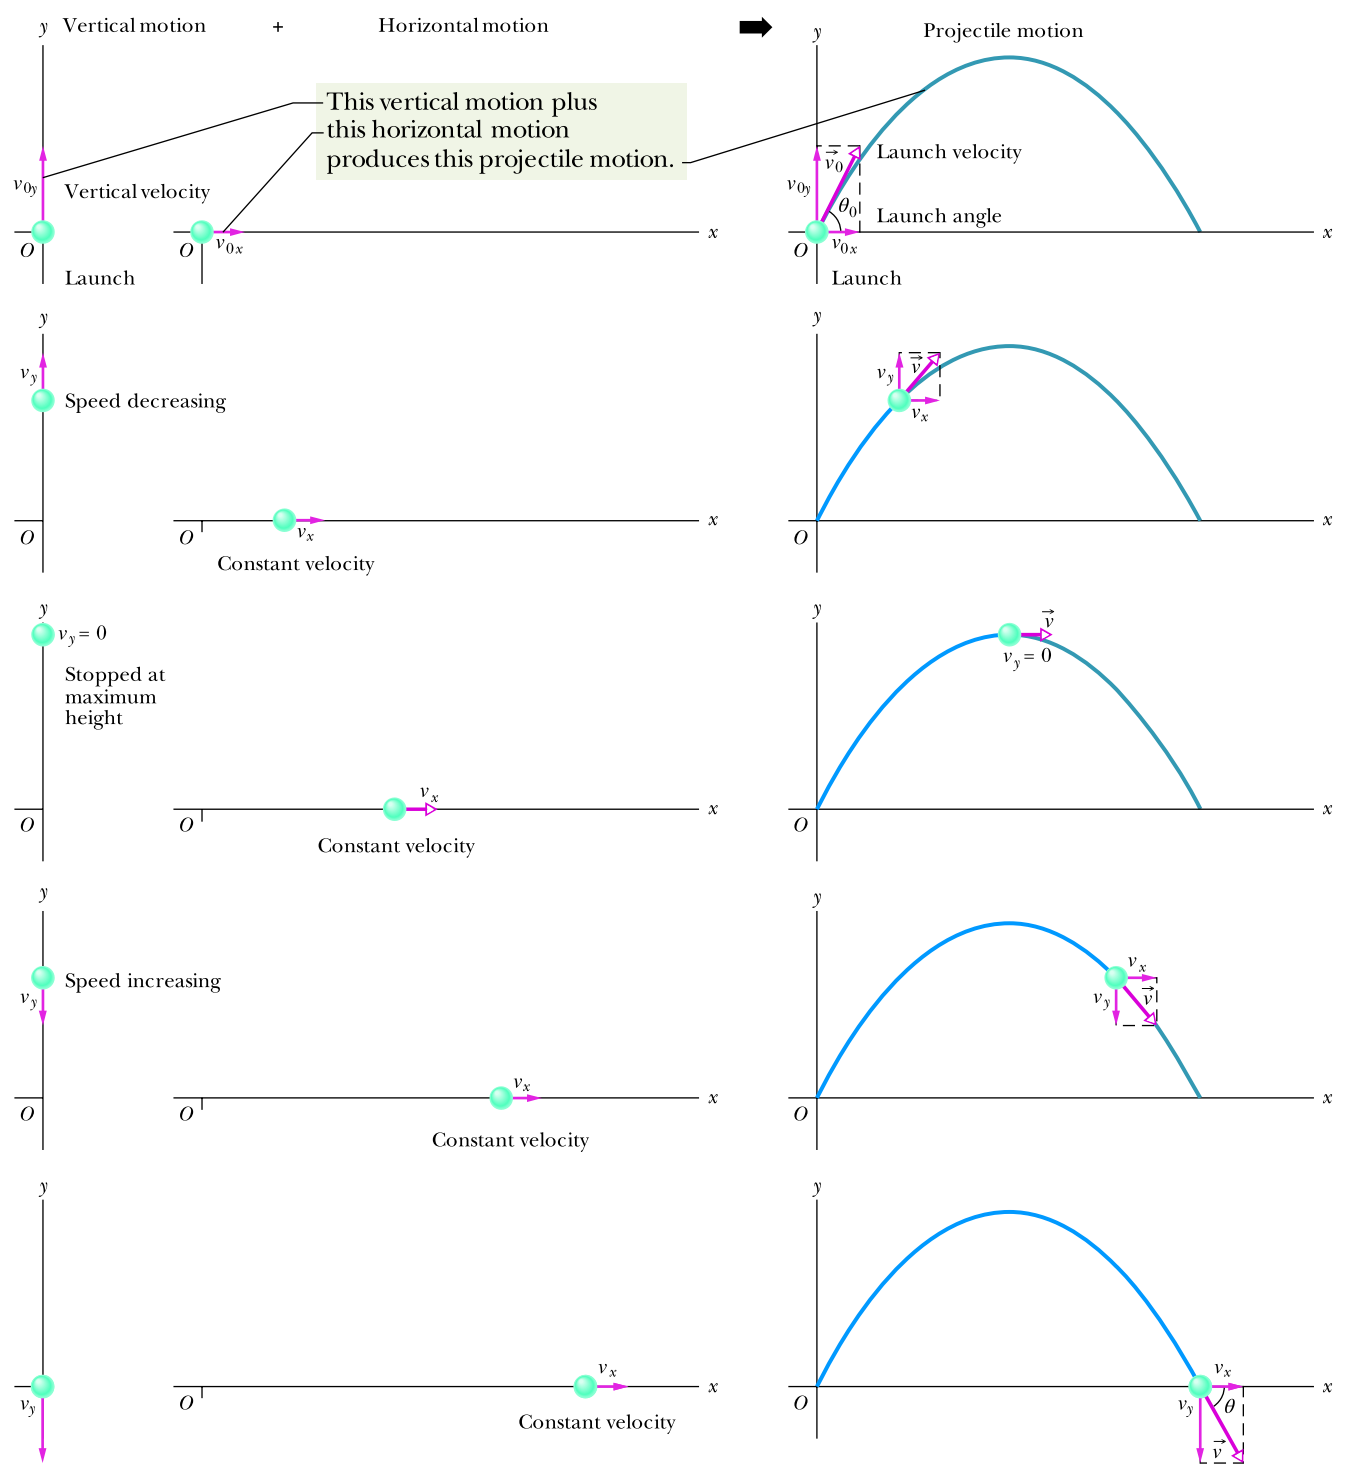 y Vertical motion + Horizontal motion
Projectile motion
y
This vertical motion plus
this horizontal motion
produces this projectile motion.
v0y
Vertical velocity
O
v0x
x
Launch
v0y
v⃗0
Launch velocity
θ0
Launch angle
O
v0x
x
Launch
y
vy
Speed decreasing
O
O
vx
x
Constant velocity
y
vy
v⃗
vx
O
x
y
vy = 0
Stopped at
maximum
height
O
O
vx
x
Constant velocity
y
v⃗
vy = 0
O
x
y
Speed increasing
vy
O
O
vx
x
Constant velocity
y
vx
vy
v⃗
O
x
y
vy
O
vx
x
Constant velocity
y
vx
x
O
vy
θ
v⃗